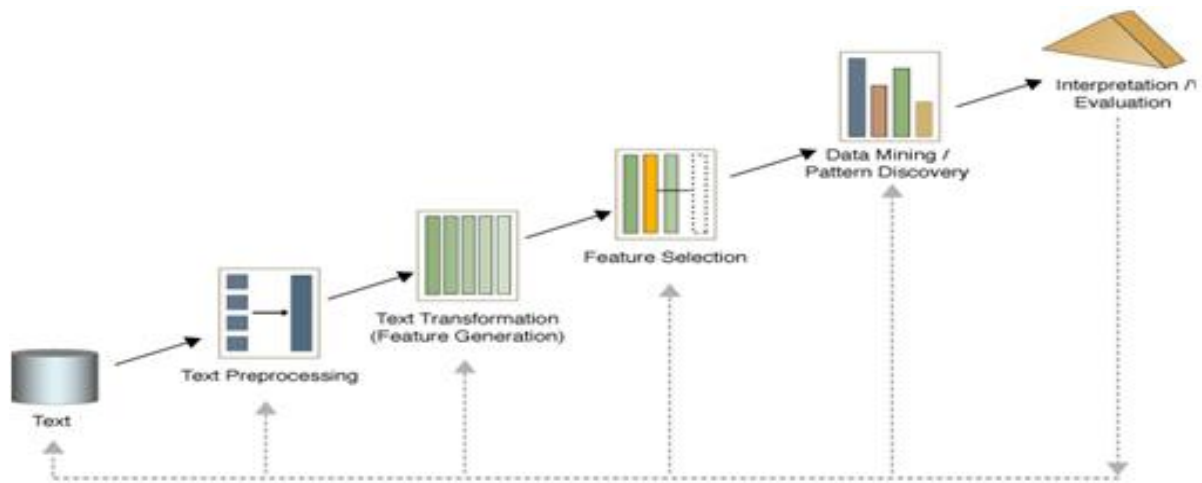 Text
Text Preprocessing
Text Transformation
(Feature Generation)
Feature Selection
Data Mining /
Pattern Discovery
Interpretation /
Evaluation